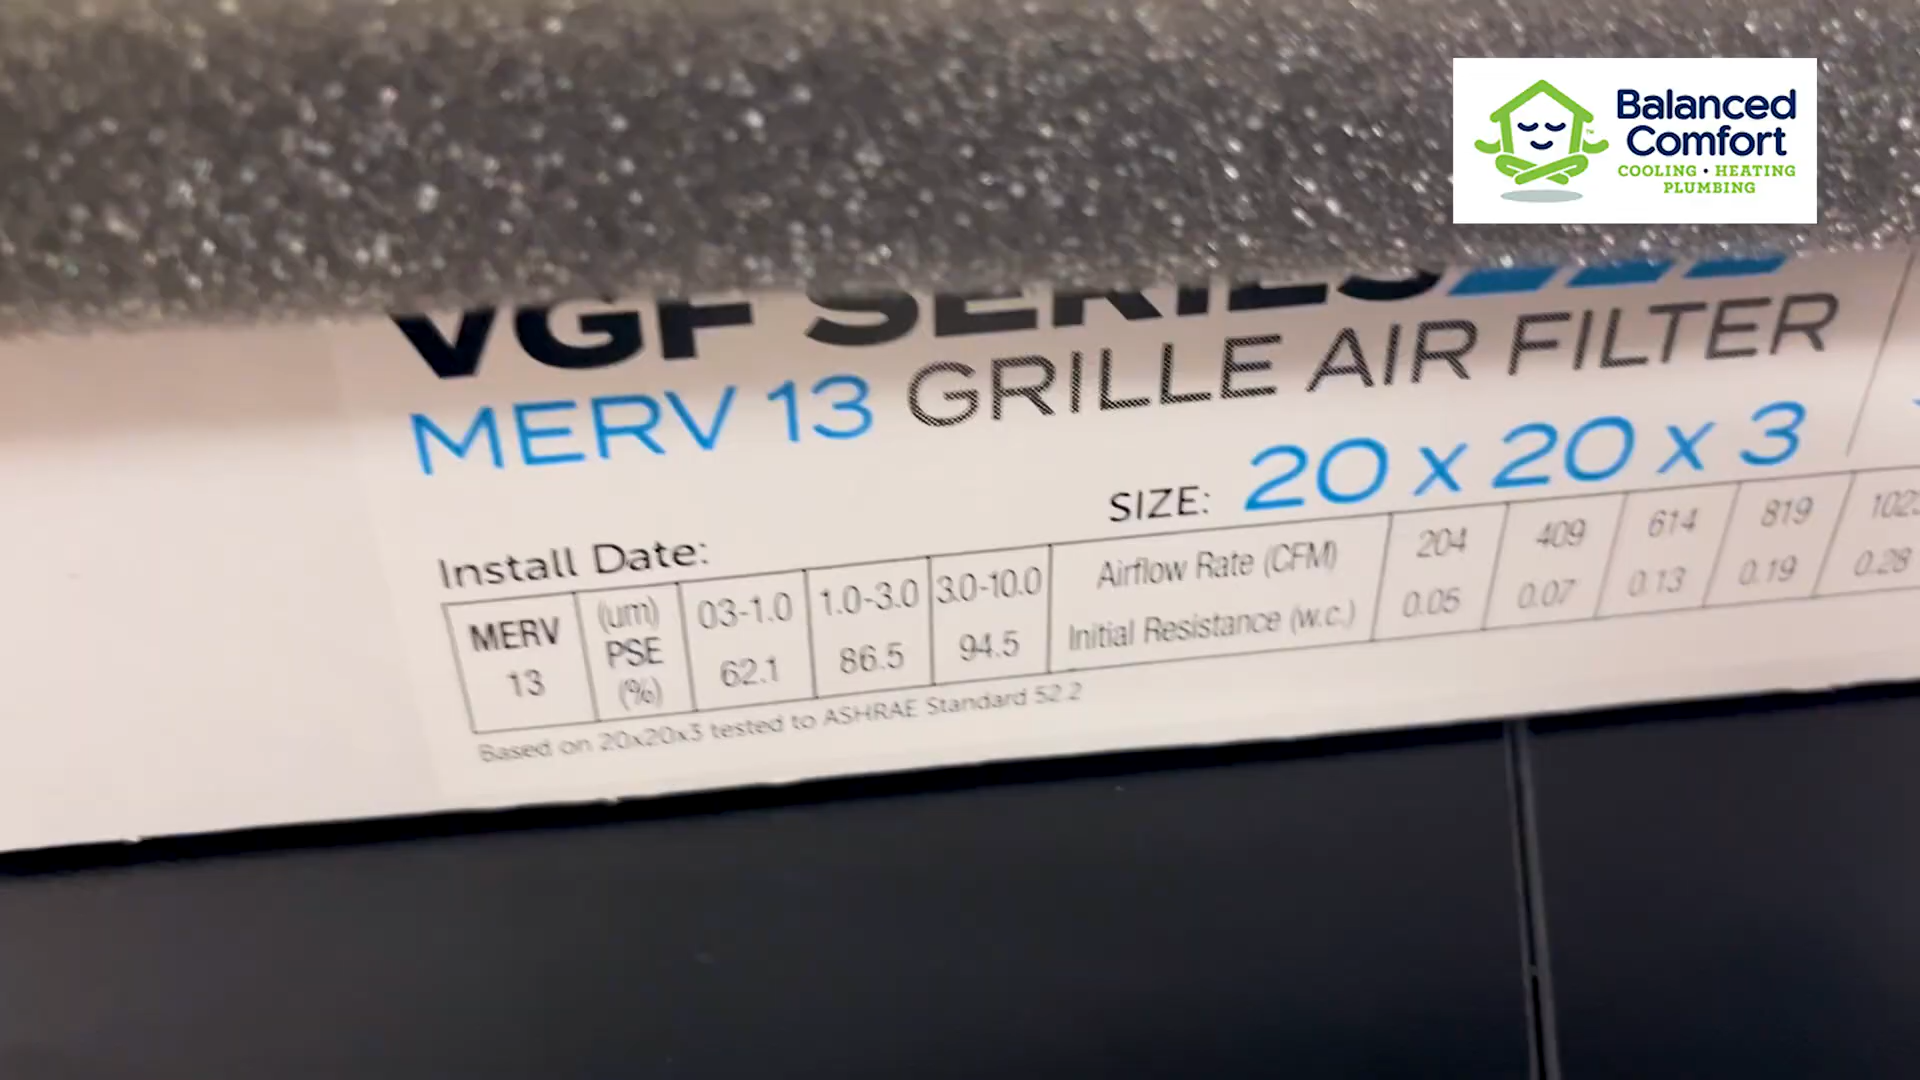 Balanced
Comfort
COOLING • HEATING
PLUMBING
VGF SERIES
MERV 13 GRILLE AIR FILTER
SIZE: 20 x 20 x 3
Install Date:
MERV 13
(um) PSE (%)
03-1.0 1.0-3.0 3.0-10.0
62.1 86.5 94.5
Airflow Rate (CFM) 204 409 614 819
Initial Resistance (w.c.) 0.05 0.07 0.13 0.19 0.28
Based on 20x20x3 tested to ASHRAE Standard 52.2